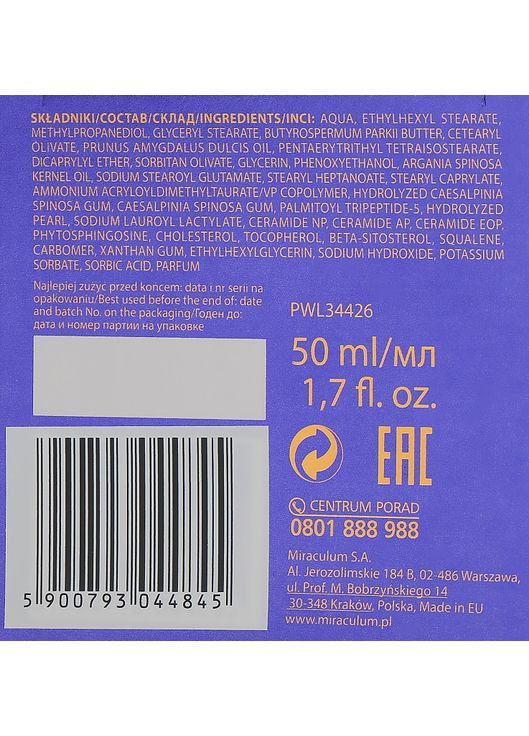 SKŁADNIKI/СОСТАВ/СКЛАД/INGREDIENTS/INCI: AQUA, ETHYLHEXYL STEARATE,
METHYLPROPANEDIOL, GLYCERYL STEARATE, BUTYROSPERMUM PARKII BUTTER, CETEARYL
OLIVATE, PRUNUS AMYGDALUS DULCIS OIL, PENTAERYTRITHYL TETRAISOSTEARATE,
DICAPRYLYL ETHER, SORBITAN OLIVATE, GLYCERIN, PHENOXYETHANOL, ARGANIA SPINOSA
KERNEL OIL, SODIUM STEAROYL GLUTAMATE, STEARYL HEPTANOATE, STEARYL CAPRYLATE,
AMMONIUM ACRYLOYLDIMETHYLTAURATE/VP COPOLYMER, HYDROLYZED CAESALPINIA
SPINOSA GUM, CAESALPINIA SPINOSA GUM, PALMITOYL TRIPEPTIDE-5, HYDROLYZED
PEARL, SODIUM LAUROYL LACTYLATE, CERAMIDE NP, CERAMIDE AP, CERAMIDE EOP,
PHYTOSPHINGOSINE, CHOLESTEROL, TOCOPHEROL, BETA-SITOSTEROL, SQUALENE,
CARBOMER, XANTHAN GUM, ETHYLHEXYLGLYCERIN, SODIUM HYDROXIDE, POTASSIUM
SORBATE, SORBIC ACID, PARFUM
Najlepiej zużyć przed końcem: data i nr serii na
opakowaniu/Best used before the end of: date
and batch No. on the packaging/Годен до:
дата и номер партии на упаковке
PWL34426
50 ml/мл
1,7 fl. oz.
EAC
CENTRUM PORAD
0801 888 988
Miraculum S.A.
Al. Jerozolimskie 184 B, 02-486 Warszawa,
ul. Prof. M. Bobrzyńskiego 14
30-348 Kraków, Polska, Made in EU
www.miraculum.pl
5 900793 044845